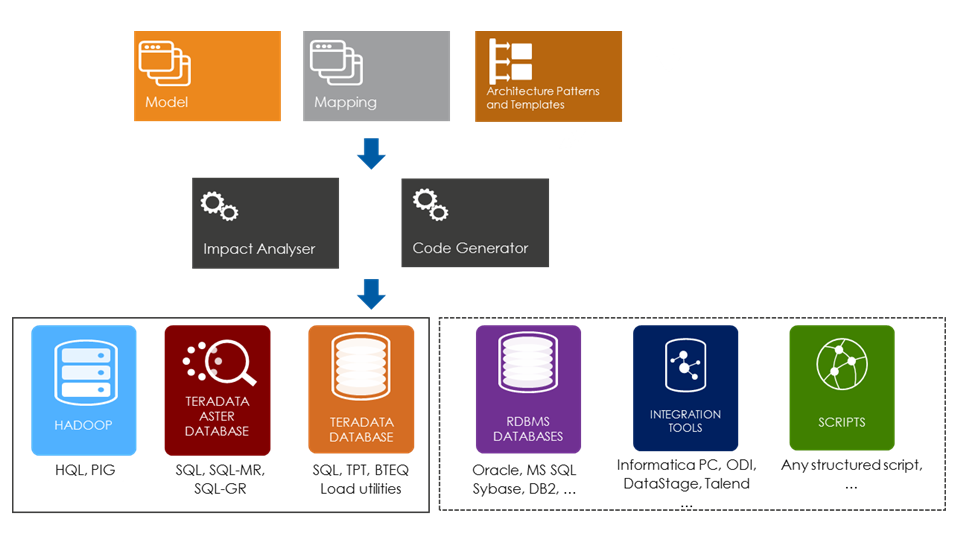 Model
Mapping
Architecture Patterns
and Templates
Impact Analyser
Code Generator
HADOOP
HQL, PIG
TERADATA
ASTER
DATABASE
SQL, SQL-MR,
SQL-GR
TERADATA
DATABASE
SQL, TPT, BTEQ
Load utilities
RDBMS
DATABASES
Oracle, MS SQL
Sybase, DB2, ...
INTEGRATION
TOOLS
Informatica PC, ODI,
DataStage, Talend
...
SCRIPTS
Any structured script,
...